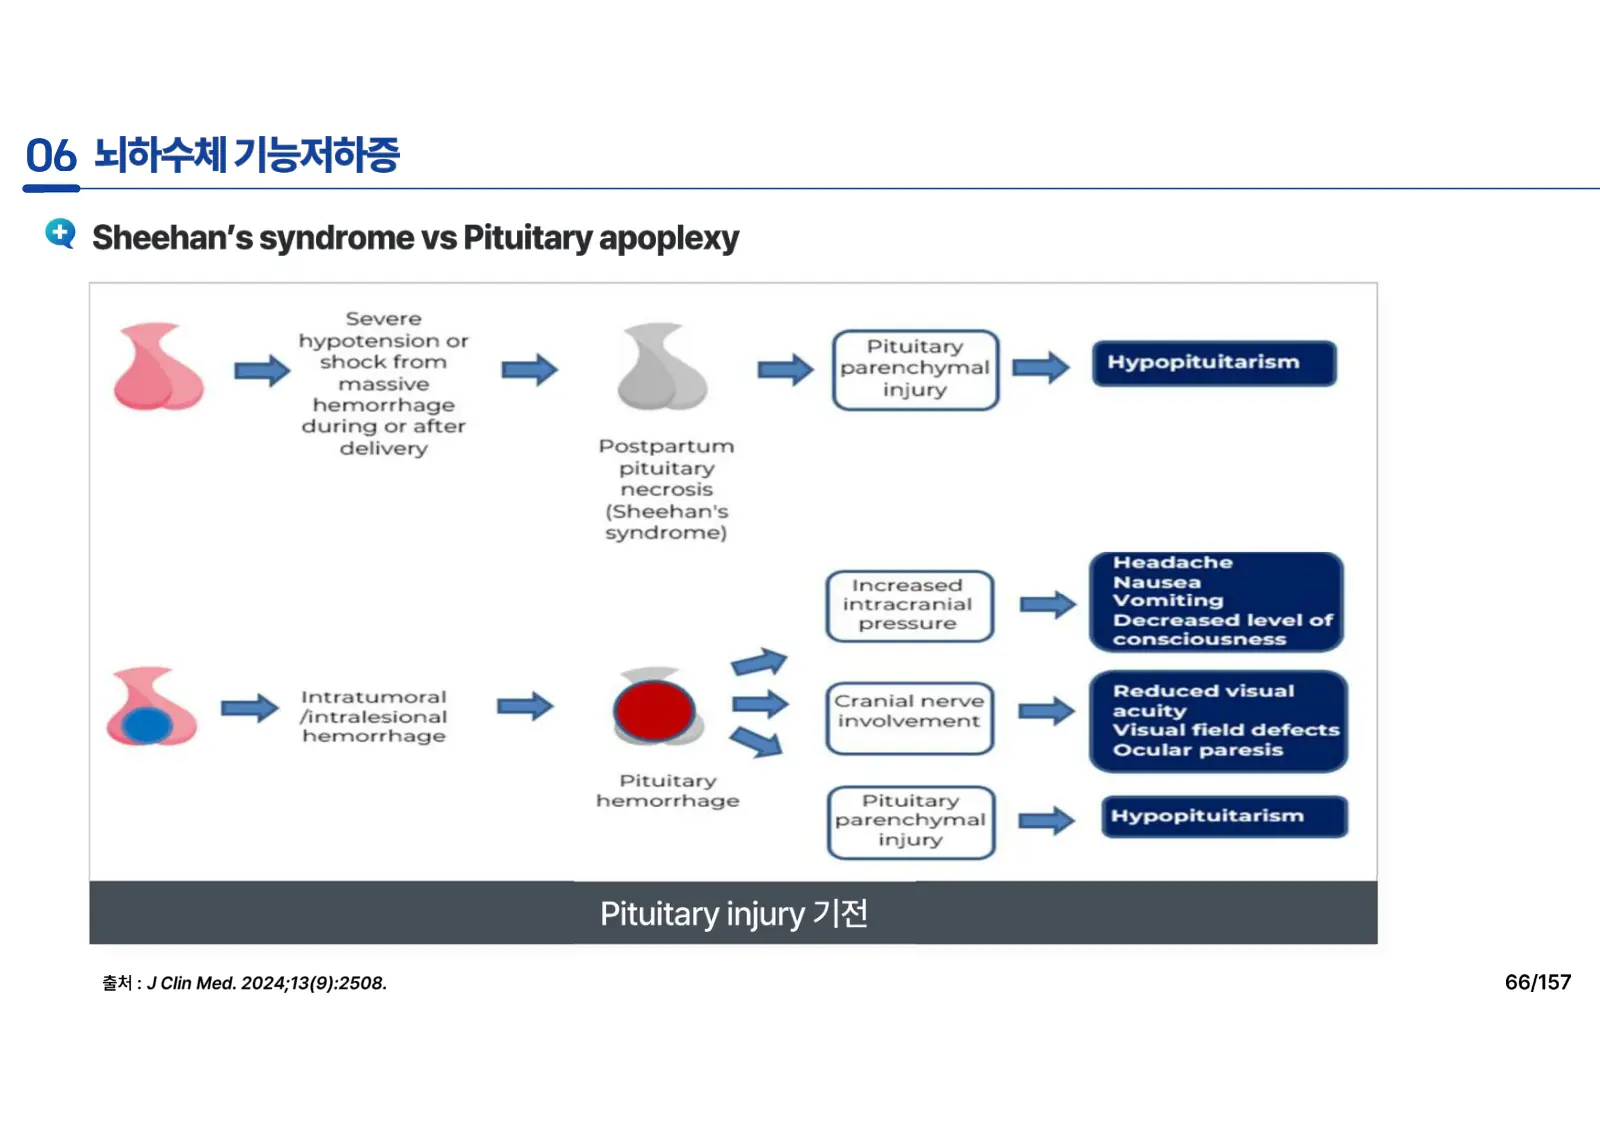 06 뇌하수체 기능저하증
Sheehan’s syndrome vs Pituitary apoplexy
Severe
hypotension or
shock from
massive
hemorrhage
during or after
delivery
Postpartum
pituitary
necrosis
(Sheehan's
syndrome)
Pituitary
parenchymal
injury
Hypopituitarism
Intratumoral
/intralesional
hemorrhage
Pituitary
hemorrhage
Increased
intracranial
pressure
Headache
Nausea
Vomiting
Decreased level of
consciousness
Cranial nerve
involvement
Reduced visual
acuity
Visual field defects
Ocular paresis
Pituitary
parenchymal
injury
Hypopituitarism
Pituitary injury 기전
출처 : J Clin Med. 2024;13(9):2508.
66/157